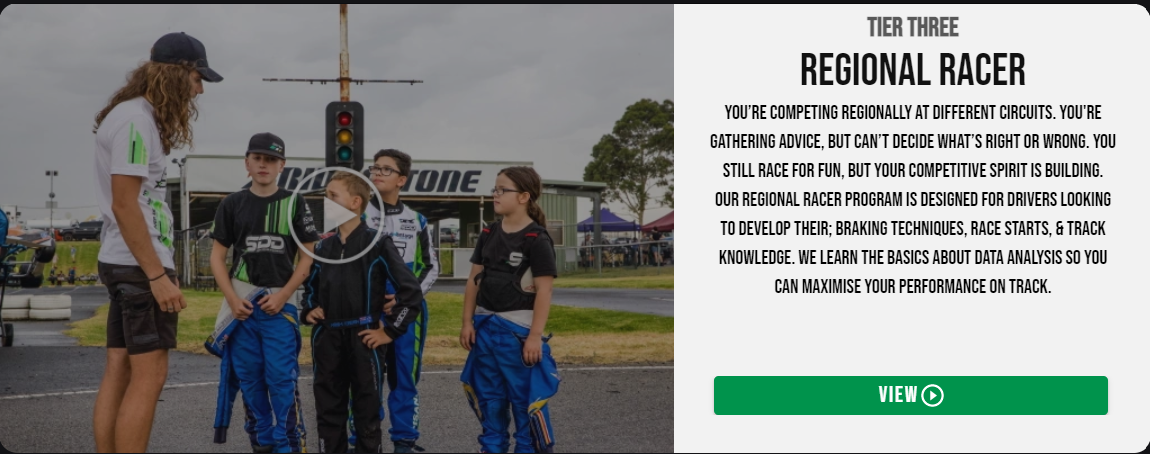 TIER THREE
REGIONAL RACER
YOU'RE COMPETING REGIONALLY AT DIFFERENT CIRCUITS. YOU'RE
GATHERING ADVICE, BUT CAN'T DECIDE WHAT'S RIGHT OR WRONG. YOU
STILL RACE FOR FUN, BUT YOUR COMPETITIVE SPIRIT IS BUILDING.
OUR REGIONAL RACER PROGRAM IS DESIGNED FOR DRIVERS LOOKING
TO DEVELOP THEIR; BRAKING TECHNIQUES, RACE STARTS, & TRACK
KNOWLEDGE. WE LEARN THE BASICS ABOUT DATA ANALYSIS SO YOU
CAN MAXIMISE YOUR PERFORMANCE ON TRACK.
VIEW
SDD